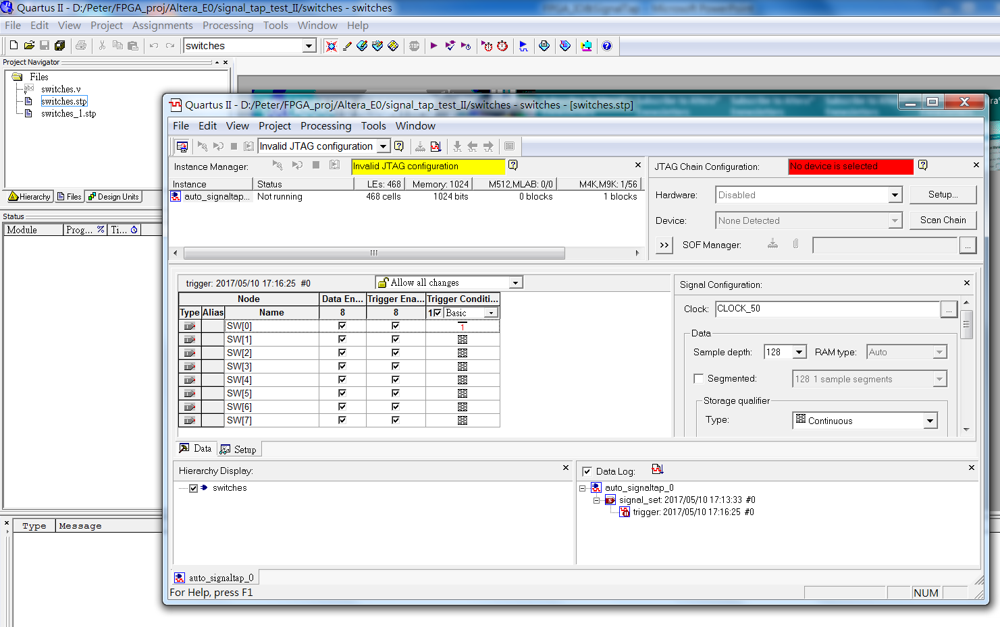 Quartus II - D:/Peter/FPGA_proj/Altera_E0/signal_tap_test_II/switches - switches
File Edit View Project Assignments Processing Tools Window Help
switches
Project Navigator
Files
switches.v
switches.stp
switches_1.stp
Hierarchy Files Design Units
Status
Module Prog... % Ti...
Type Message
Quartus II - D:/Peter/FPGA_proj/Altera_E0/signal_tap_test_II/switches - switches - [switches.stp]
File Edit View Project Processing Tools Window
Invalid JTAG configuration
Instance Manager: Invalid JTAG configuration
Instance Status LEs: 468 Memory: 1024 M512,MLAB: 0/0 M4K,M9K: 1/56
auto_signaltap... Not running 468 cells 1024 bits 0 blocks 1 blocks
JTAG Chain Configuration: No device is selected
Hardware: Disabled Setup...
Device: None Detected Scan Chain
>> SOF Manager: ...
trigger: 2017/05/10 17:16:25 #0 Allow all changes
Node Data En... Trigger Ena... Trigger Conditi...
Type Alias Name 8 8 1 Basic
SW[0] 1
SW[1]
SW[2]
SW[3]
SW[4]
SW[5]
SW[6]
SW[7]
Data Setup
Signal Configuration:
Clock: CLOCK_50 ...
Data
Sample depth: 128 RAM type: Auto
Segmented: 128 1 sample segments
Storage qualifier
Type: Continuous
Hierarchy Display:
switches
Data Log:
auto_signaltap_0
signal_set: 2017/05/10 17:13:33 #0
trigger: 2017/05/10 17:16:25 #0
auto_signaltap_0
For Help, press F1
NUM